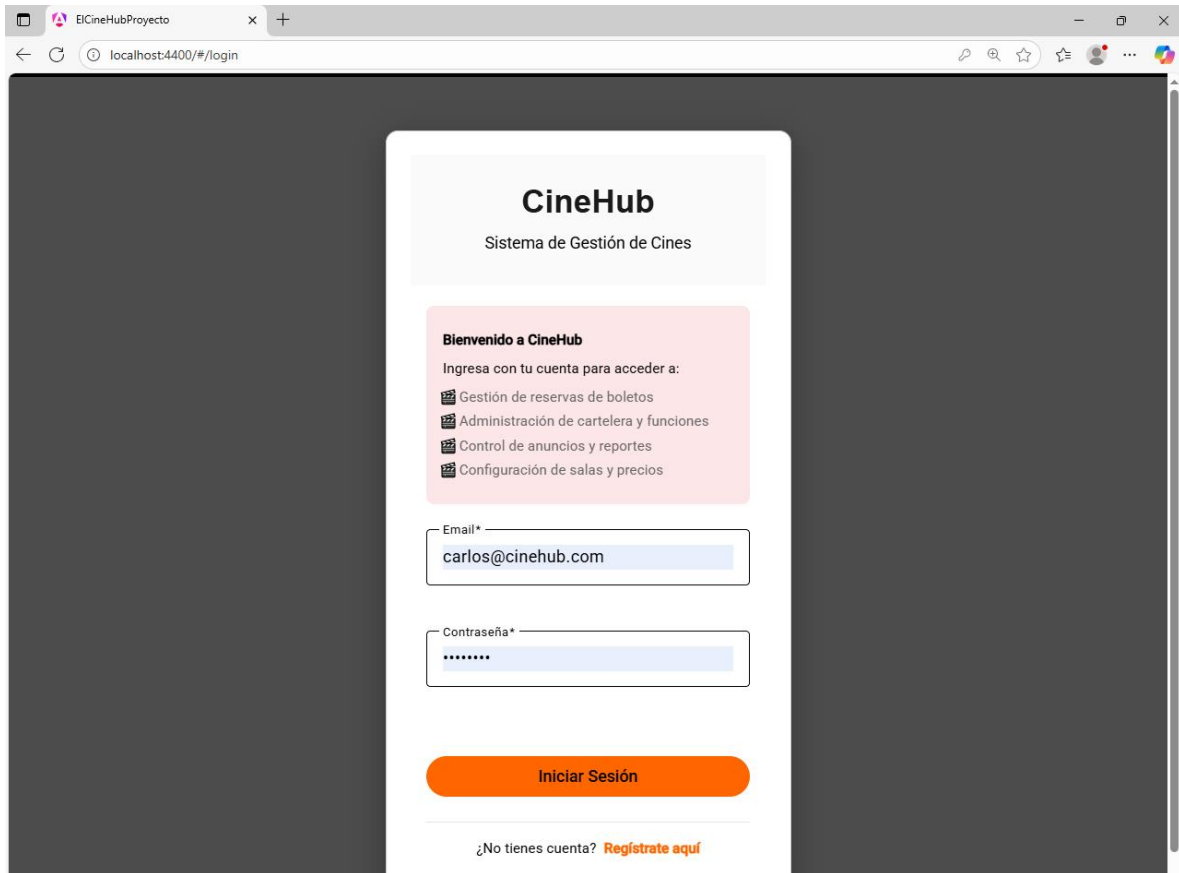 ElCineHubProyecto
localhost:4400/#/login
CineHub
Sistema de Gestión de Cines
Bienvenido a CineHub
Ingresa con tu cuenta para acceder a:
Gestión de reservas de boletos
Administración de cartelera y funciones
Control de anuncios y reportes
Configuración de salas y precios
Email*
carlos@cinehub.com
Contraseña*
••••••••
Iniciar Sesión
¿No tienes cuenta? Regístrate aquí